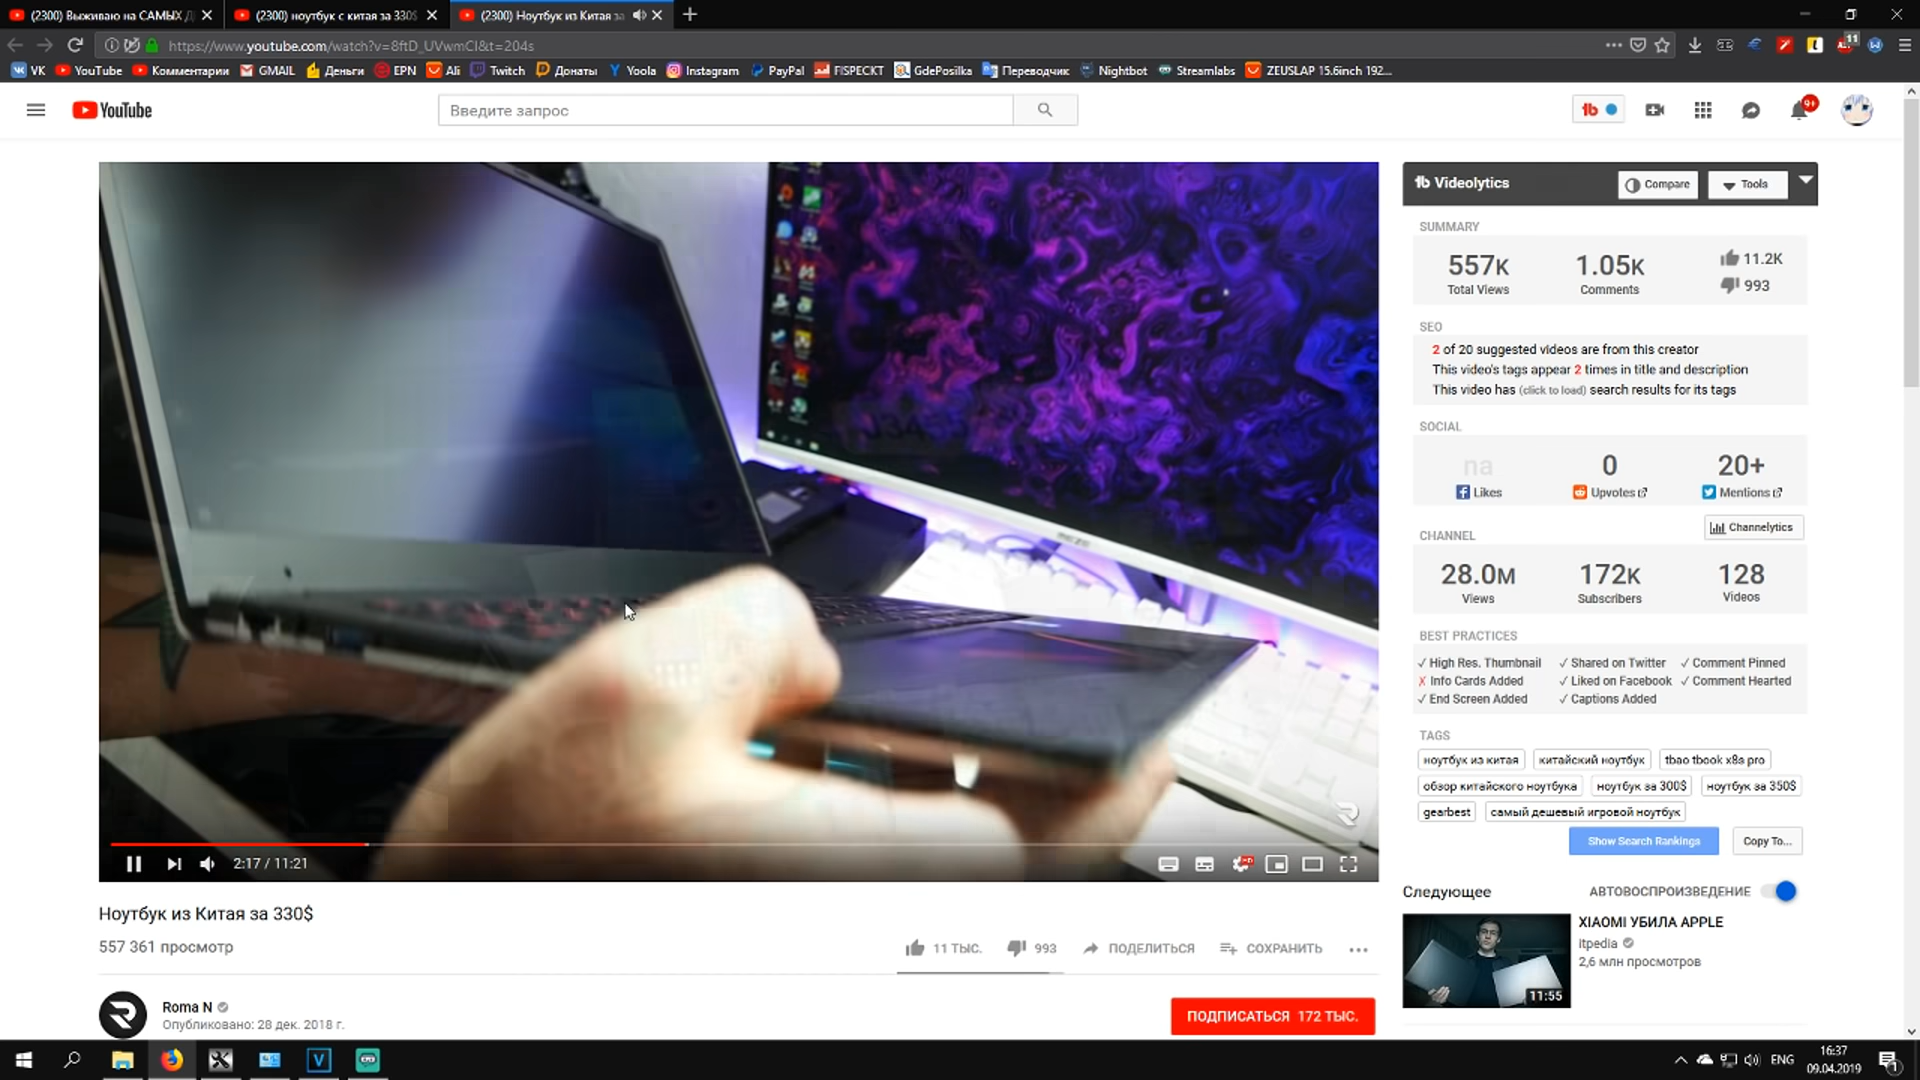 (2300) Выживаю на САМЫХ Д
(2300) ноутбук с китая за 330$
(2300) Ноутбук из Китая за
https://www.youtube.com/watch?v=8ftD_UVwmCI&t=204s
11
VK YouTube Комментарии GMAIL Деньги EPN Ali Twitch Донаты Yoola Instagram PayPal FISPECKT GdePosilka Переводчик Nightbot Streamlabs ZEUSLAP 15.6inch 192...
YouTube
Введите запрос
tb
9+
tb Videolytics
Compare
Tools
SUMMARY
557K 1.05K 11.2K
Total Views Comments 993
SEO
2 of 20 suggested videos are from this creator
This video's tags appear 2 times in title and description
This video has (click to load) search results for its tags
SOCIAL
na 0 20+
Likes Upvotes Mentions
Channelytics
CHANNEL
28.0M 172K 128
Views Subscribers Videos
BEST PRACTICES
✓ High Res. Thumbnail ✓ Shared on Twitter ✓ Comment Pinned
X Info Cards Added ✓ Liked on Facebook ✓ Comment Hearted
✓ End Screen Added ✓ Captions Added
TAGS
ноутбук из китая китайский ноутбук tbao tbook x8s pro
обзор китайского ноутбука ноутбук за 300$ ноутбук за 350$
gearbest самый дешевый игровой ноутбук
Show Search Rankings Copy To...
2:17 / 11:21
HD
Ноутбук из Китая за 330$
557 361 просмотр
11 ТЫС. 993 ПОДЕЛИТЬСЯ СОХРАНИТЬ
Roma N
Опубликовано: 28 дек. 2018 г.
ПОДПИСАТЬСЯ 172 ТЫС.
Следующее АВТОВОСПРОИЗВЕДЕНИЕ
XIAOMI УБИЛА APPLE
itpedia
2,6 млн просмотров
11:55
ENG
16:37
09.04.2019
1